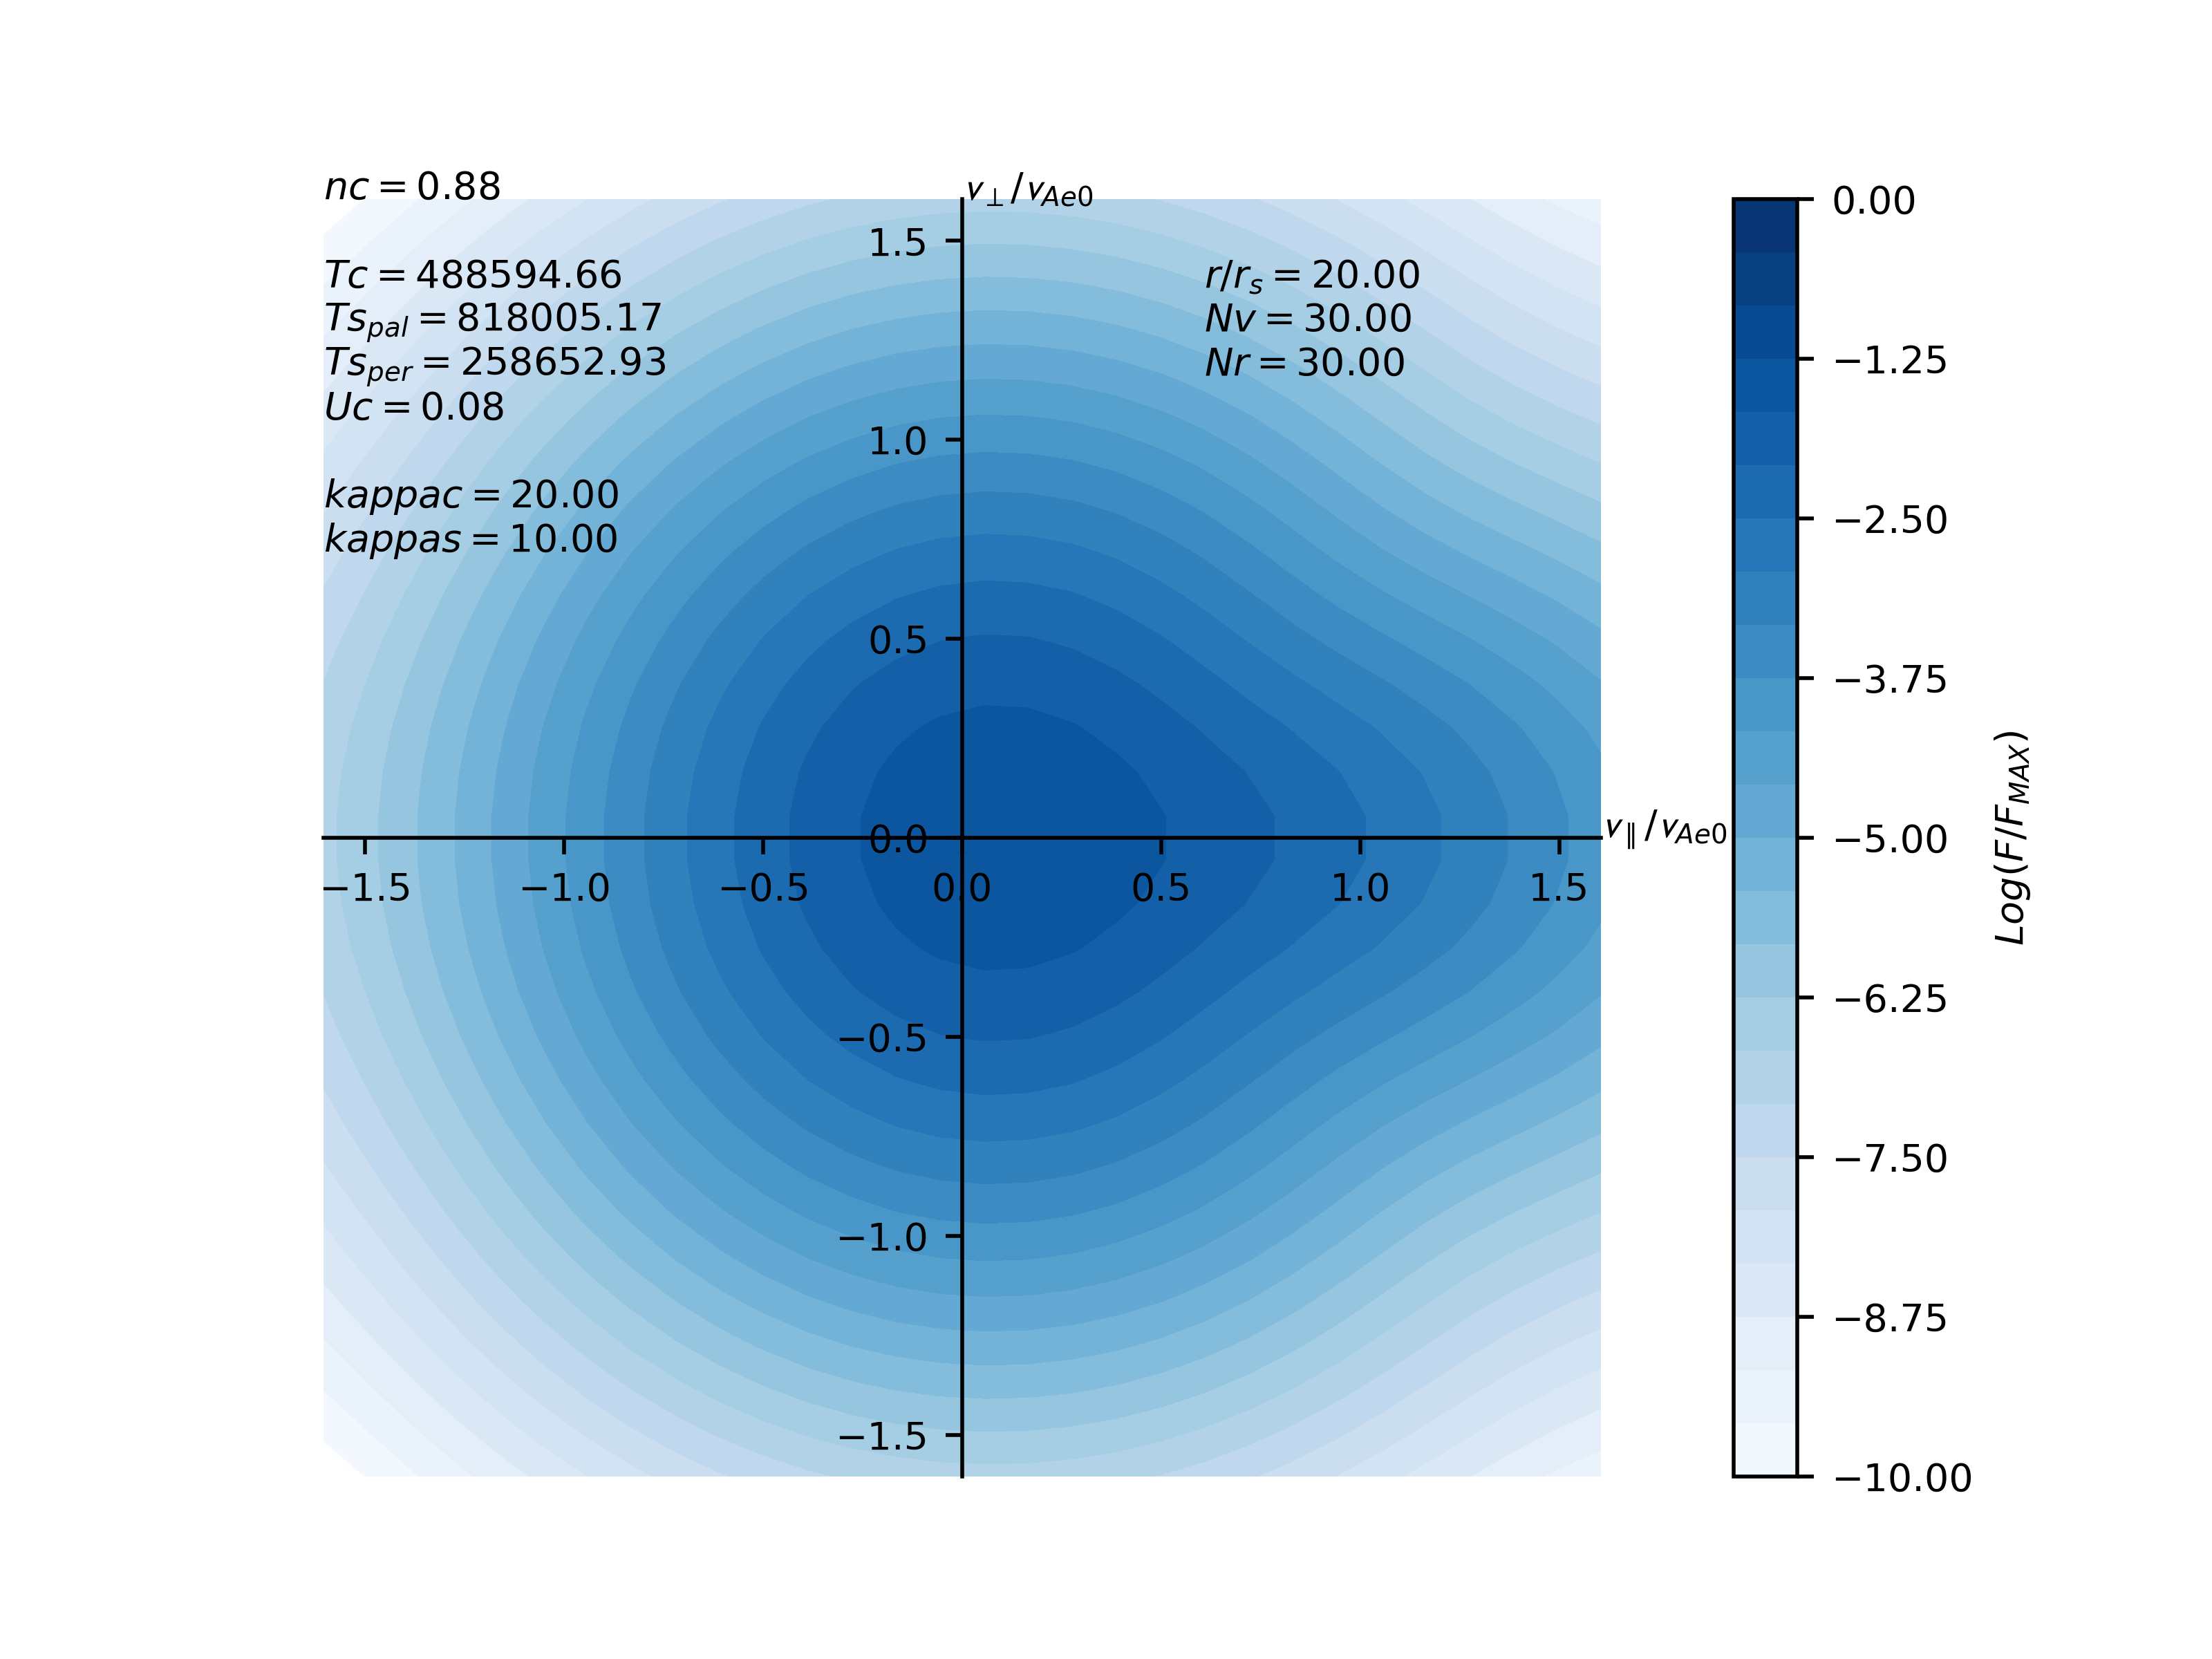 nc = 0.88
Tc = 488594.66
Ts_pal = 818005.17
Ts_per = 258652.93
Uc = 0.08
kappac = 20.00
kappas = 10.00
v⊥/v_Ae0
r/r_s = 20.00
Nv = 30.00
Nr = 30.00
1.5
1.0
0.5
0.0
−0.5
−1.0
−1.5
−1.5 −1.0 −0.5 0.0 0.5 1.0 1.5
v∥/v_Ae0
0.00
−1.25
−2.50
−3.75
−5.00
−6.25
−7.50
−8.75
−10.00
Log(F/F_MAX)